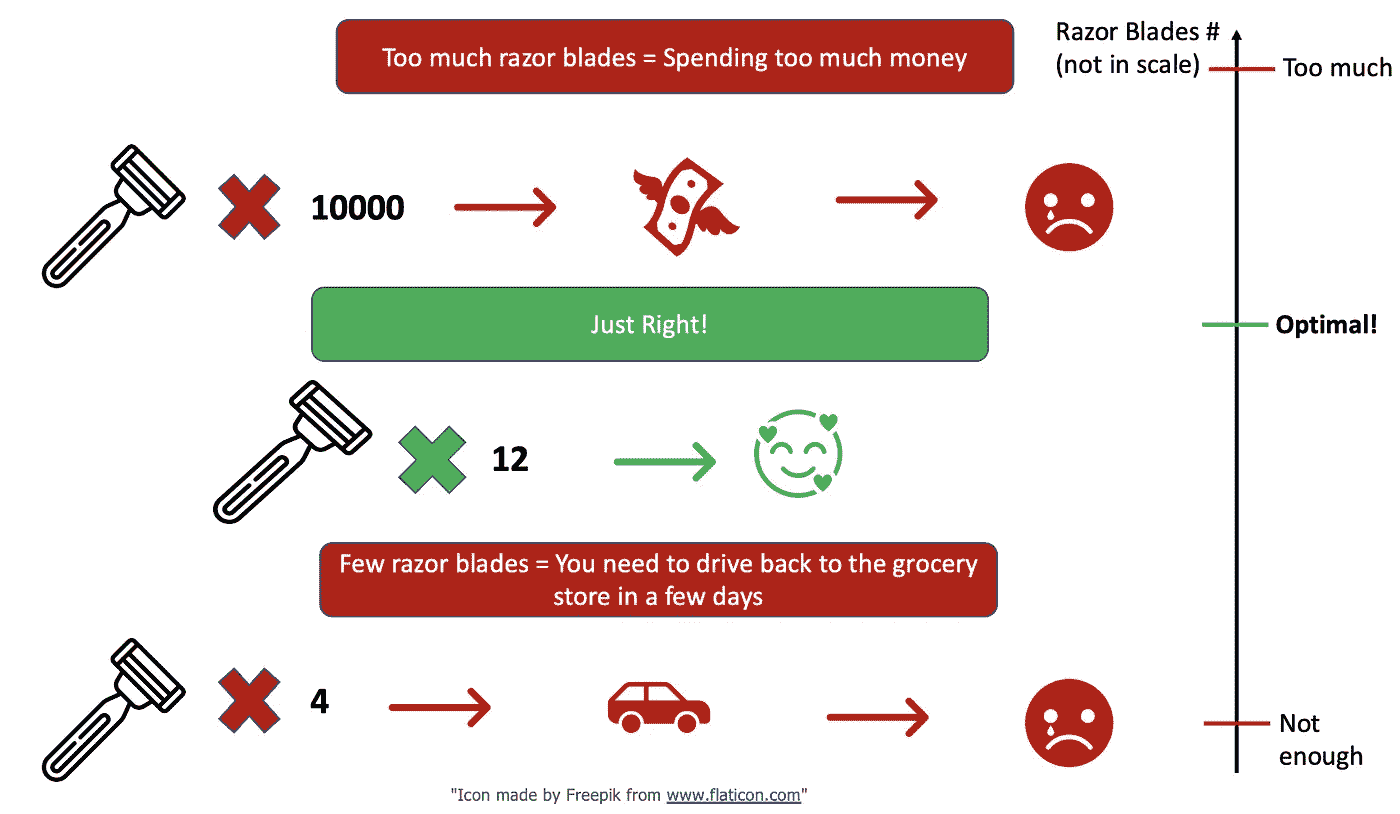 Too much razor blades = Spending too much money
Razor Blades #
(not in scale)
Too much
10000
Just Right!
Optimal!
12
Few razor blades = You need to drive back to the grocery
store in a few days
4
Not
enough
"Icon made by Freepik from www.flaticon.com"